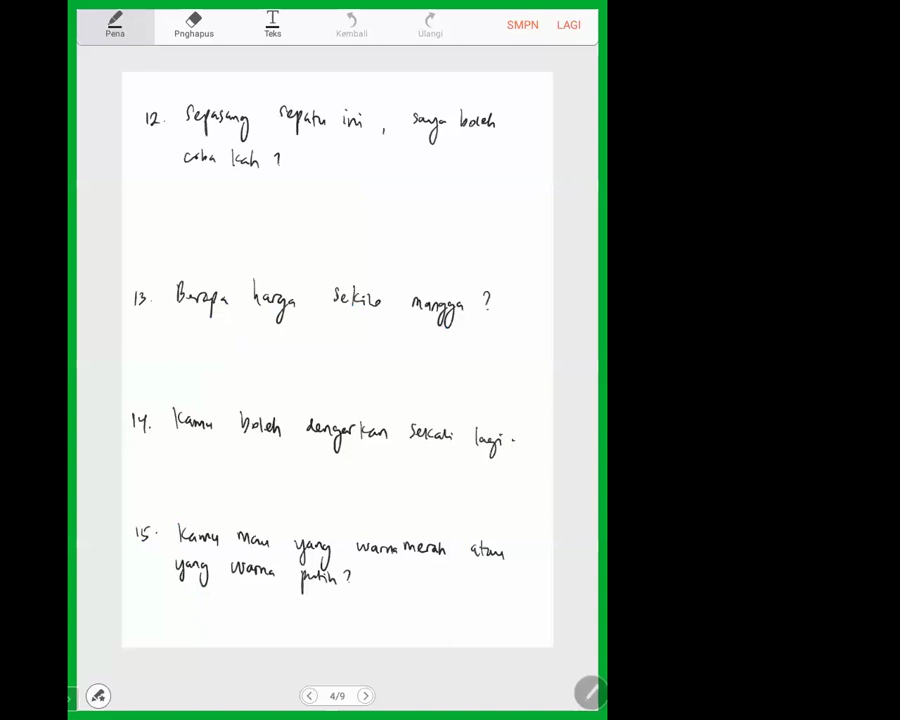 Pena Pnghapus Teks Kembali Ulangi SMPN LAGI
12. Sepasang sepatu ini, saya boleh
coba kah?
13. Berapa harga sekilo mangga?
14. Kamu boleh dengarkan sekali lagi.
15. Kamu mau yang warna merah atau
yang warna putih?
4/9